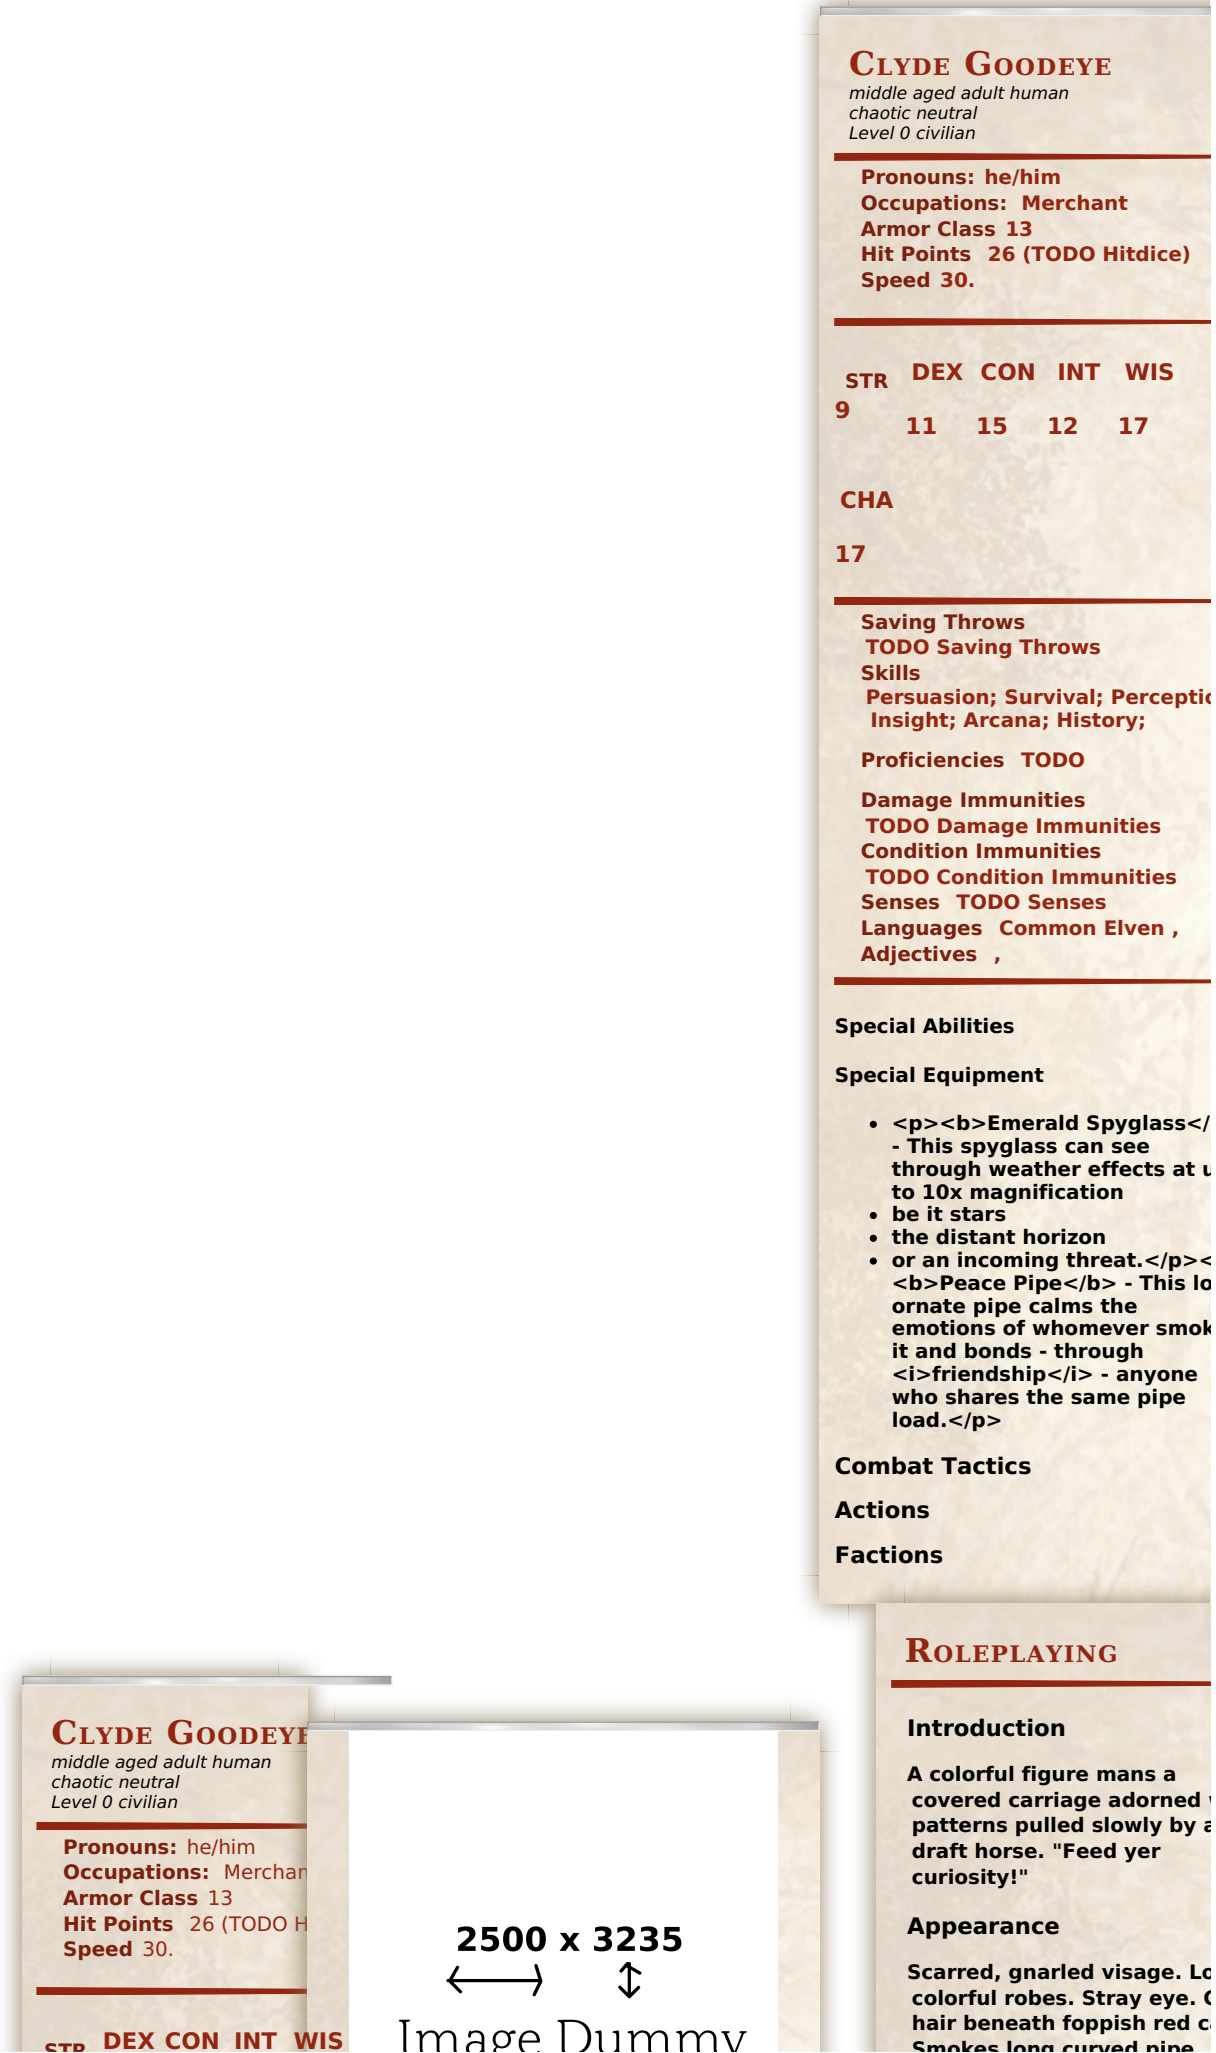 Clyde Goodeye
middle aged adult human
chaotic neutral
Level 0 civilian
Pronouns: he/him
Occupations: Merchant
Armor Class 13
Hit Points 26 (TODO Hitdice)
Speed 30.
STR DEX CON INT WIS
9 11 15 12 17
CHA
17
Saving Throws
TODO Saving Throws
Skills
Persuasion; Survival;
Insight; Arcana; History;
Proficiencies TODO
Damage Immunities
TODO Damage Immunities
Condition Immunities
TODO Condition Immunities
Senses TODO Senses
Languages Common Elven ,
Adjectives ,
Special Abilities
Special Equipment
• <p><b>Emerald Spyglass</
- This spyglass can see
through weather effects at
to 10x magnification
• be it stars
• the distant horizon
• or an incoming threat.</p><
<b>Peace Pipe</b> - This
ornate pipe calms the
emotions of whomever
it and bonds - through
<i>friendship</i> - anyone
who shares the same pipe
load.</p>
Combat Tactics
Actions
Factions
Roleplaying
Introduction
A colorful figure mans a
covered carriage adorned
patterns pulled slowly by
draft horse. "Feed yer
curiosity!"
Appearance
Scarred, gnarled visage.
colorful robes. Stray eye.
hair beneath foppish red
Smokes long curved pipe
Clyde Goodeye
middle aged adult human
chaotic neutral
Level 0 civilian
Pronouns: he/him
Occupations:
Armor Class 13
Hit Points 26 (TODO
Speed 30.
STR DEX CON INT WIS
2500 x 3235
Image Dummy